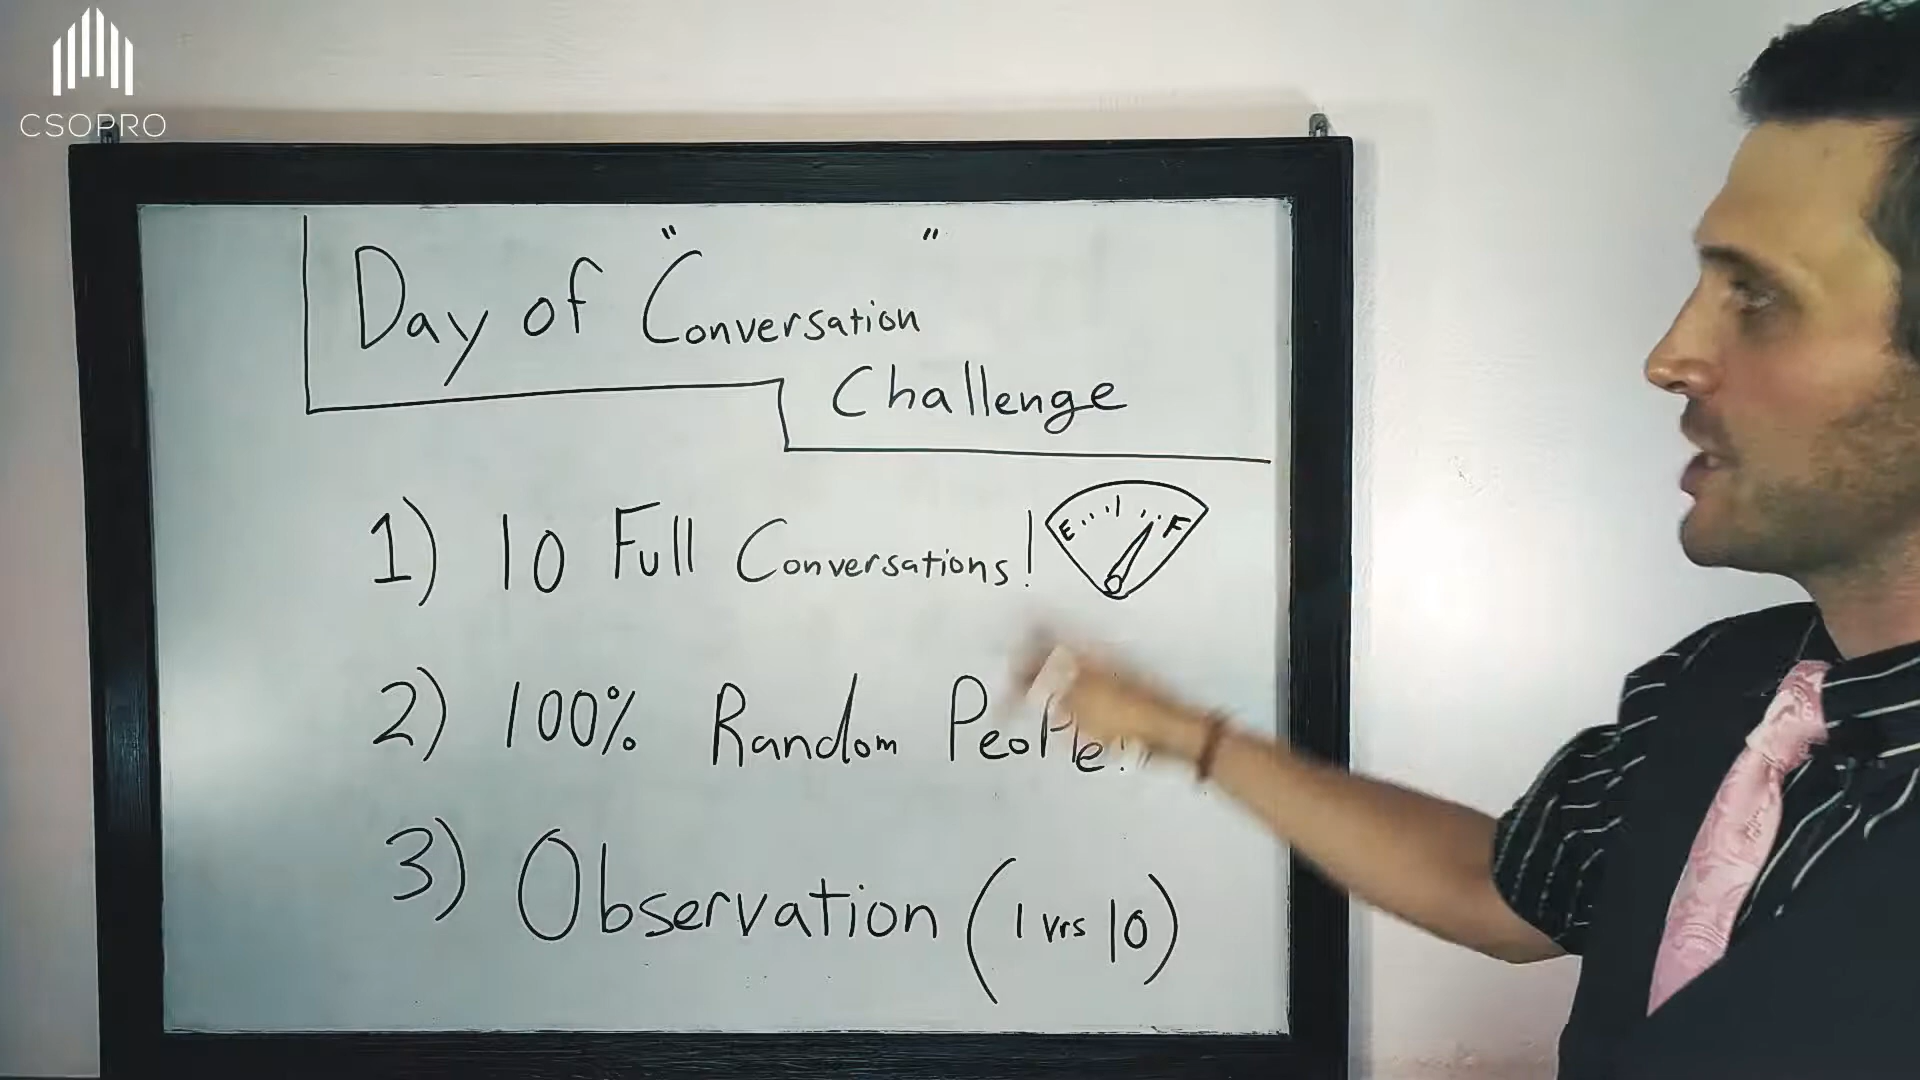 CSOPRO
Day of "Conversation"
Challenge
1) 10 Full Conversations!
E F
2) 100% Random People!!
3) Observation (1 vrs 10)